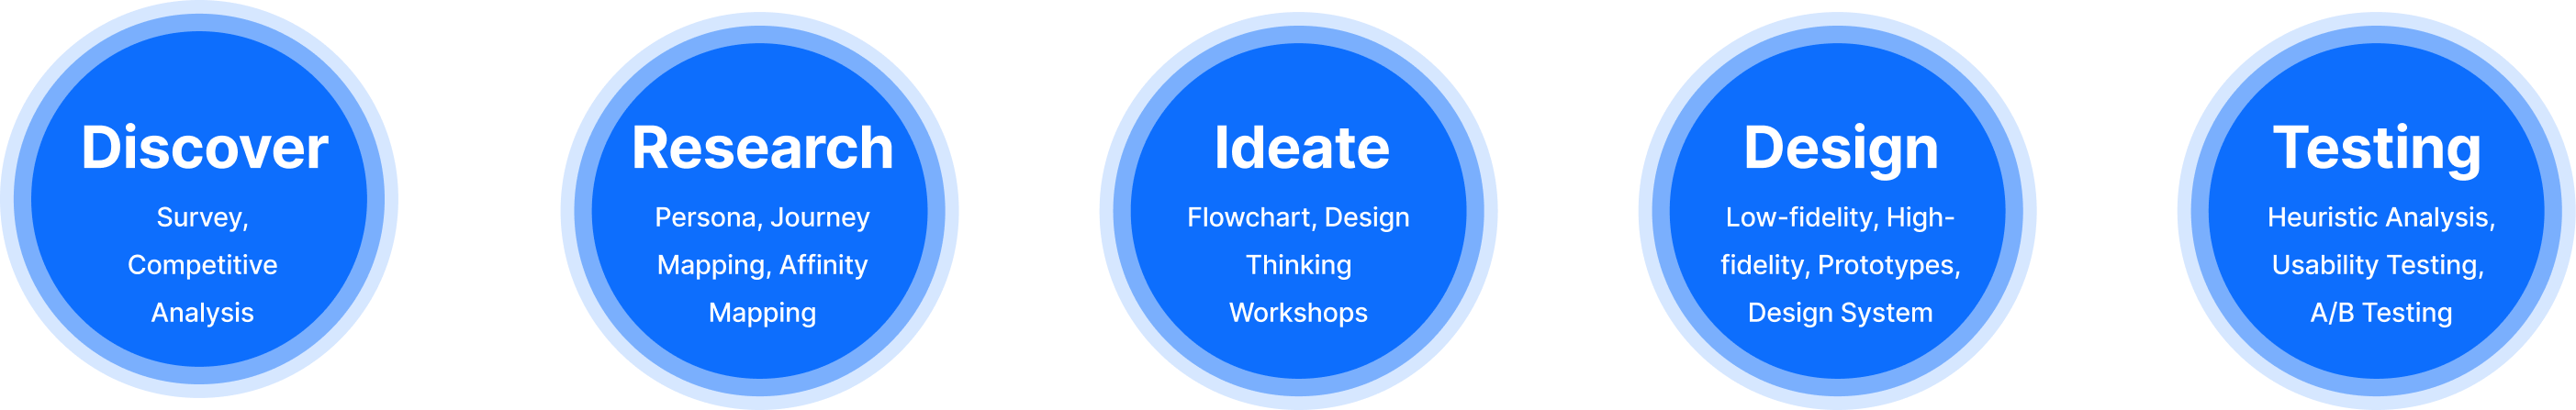 Discover
Survey,
Competitive
Analysis
Research
Persona, Journey
Mapping, Affinity
Mapping
Ideate
Flowchart, Design
Thinking
Workshops
Design
Low-fidelity, High-
fidelity, Prototypes,
Design System
Testing
Heuristic Analysis,
Usability Testing,
A/B Testing